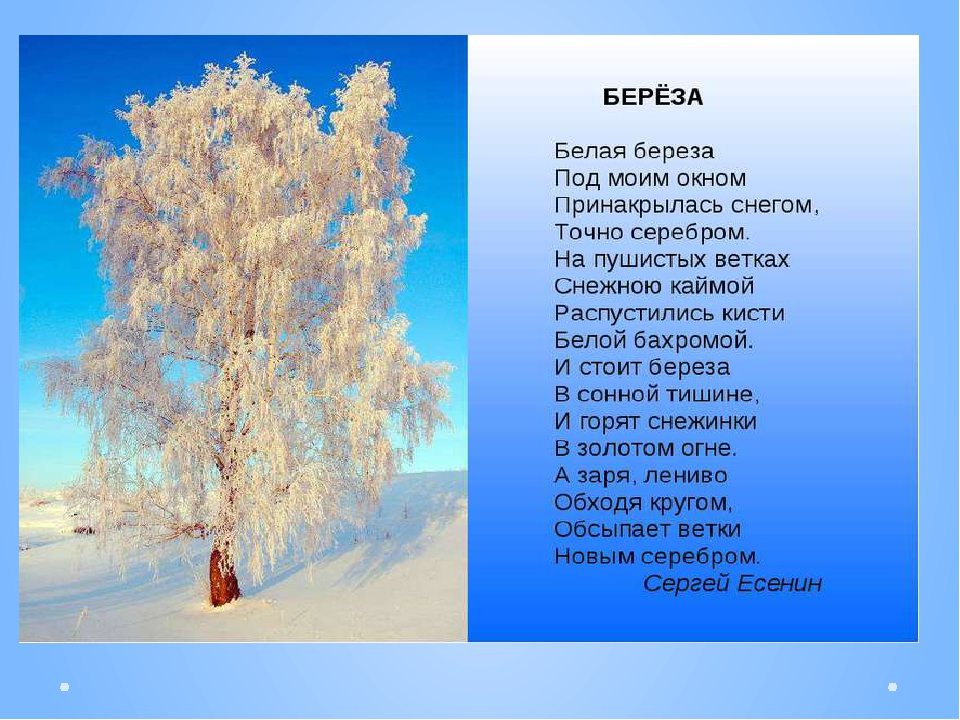 БЕРЁЗА
Белая береза
Под моим окном
Принакрылась снегом,
Точно серебром.
На пушистых ветках
Снежною каймой
Распустились кисти
Белой бахромой.
И стоит береза
В сонной тишине,
И горят снежинки
В золотом огне.
А заря, лениво
Обходя кругом,
Обсыпает ветки
Новым серебром.
Сергей Есенин